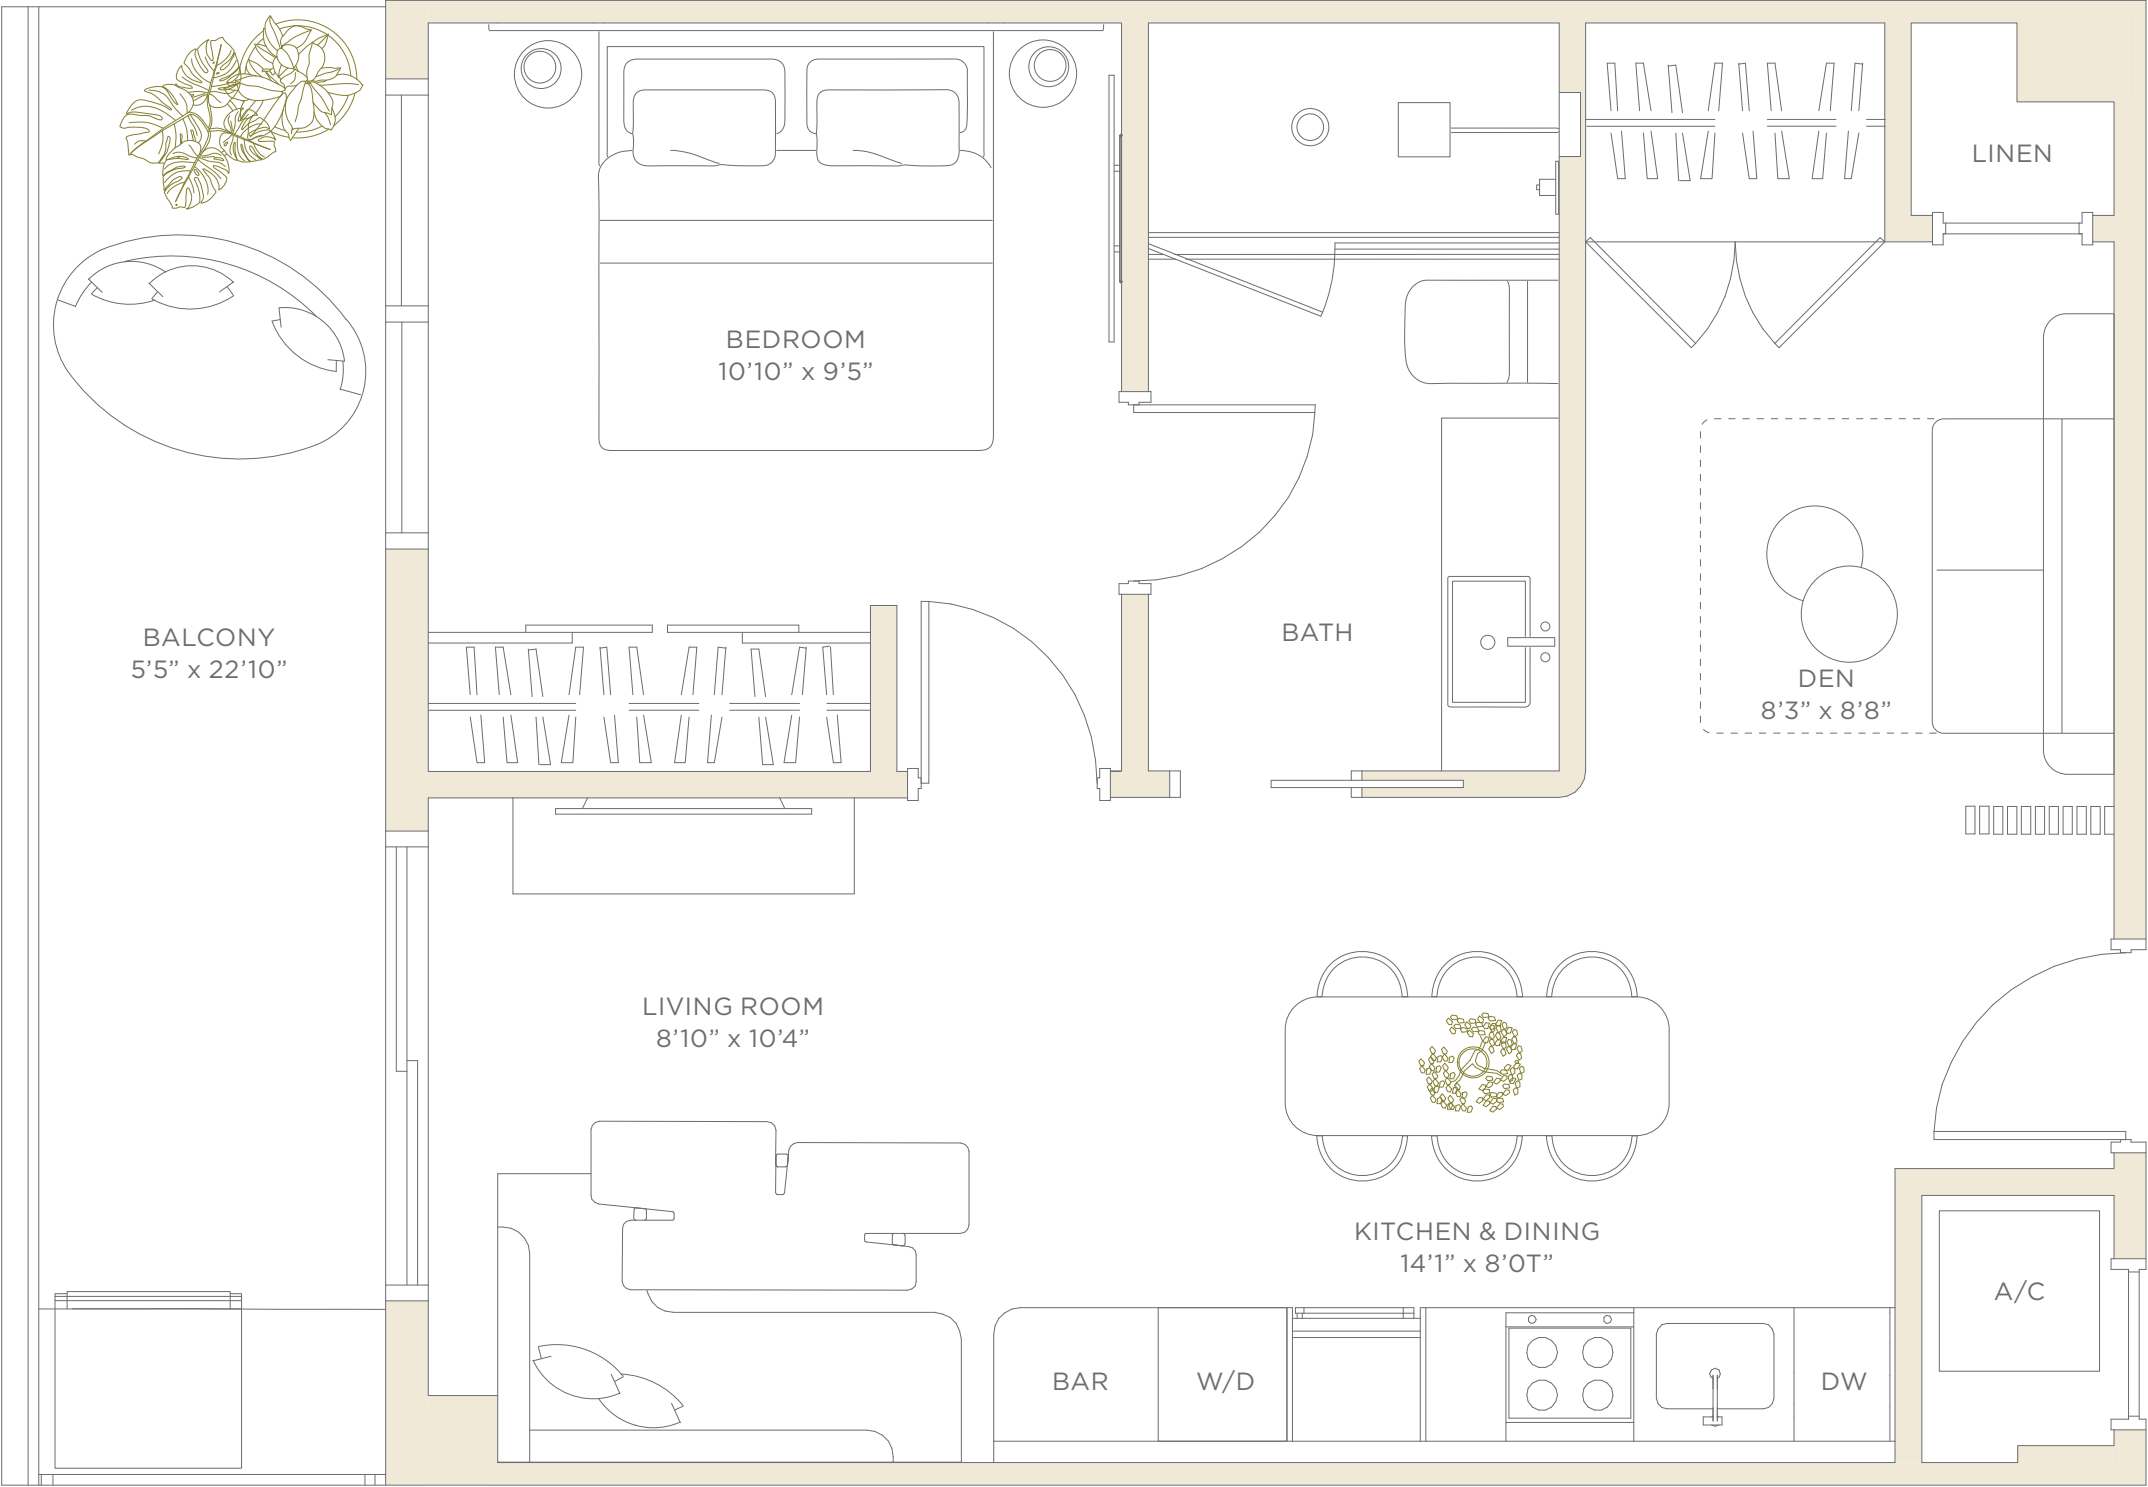 LINEN
BEDROOM
10’10” x 9’5”
BALCONY
5’5” x 22’10”
BATH
DEN
8’3” x 8’8”
LIVING ROOM
8’10” x 10’4”
KITCHEN & DINING
14’1” x 8’0T”
A/C
BAR
W/D
DW